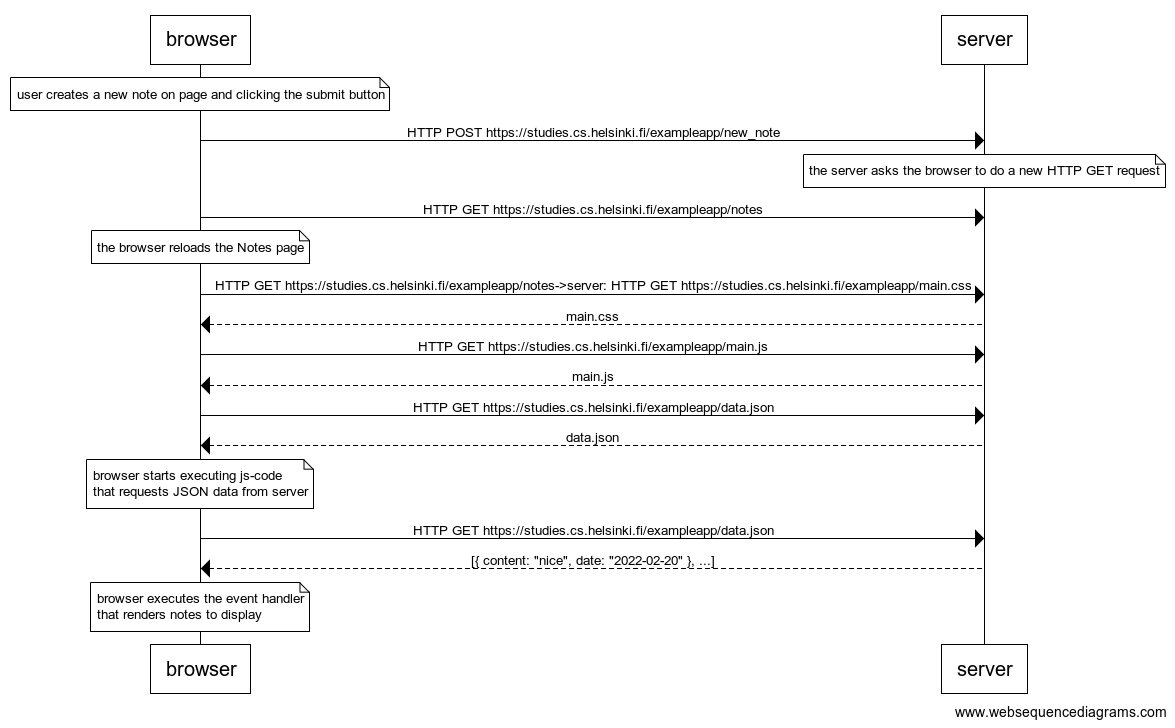 browser
server
user creates a new note on page and clicking the submit button
HTTP POST https://studies.cs.helsinki.fi/exampleapp/new_note
the server asks the browser to do a new HTTP GET request
HTTP GET https://studies.cs.helsinki.fi/exampleapp/notes
the browser reloads the Notes page
HTTP GET https://studies.cs.helsinki.fi/exampleapp/notes->server: HTTP GET https://studies.cs.helsinki.fi/exampleapp/main.css
main.css
HTTP GET https://studies.cs.helsinki.fi/exampleapp/main.js
main.js
HTTP GET https://studies.cs.helsinki.fi/exampleapp/data.json
data.json
browser starts executing js-code
that requests JSON data from server
HTTP GET https://studies.cs.helsinki.fi/exampleapp/data.json
[{ content: "nice", date: "2022-02-20" }, ...]
browser executes the event handler
that renders notes to display
browser
server
www.websequencediagrams.com